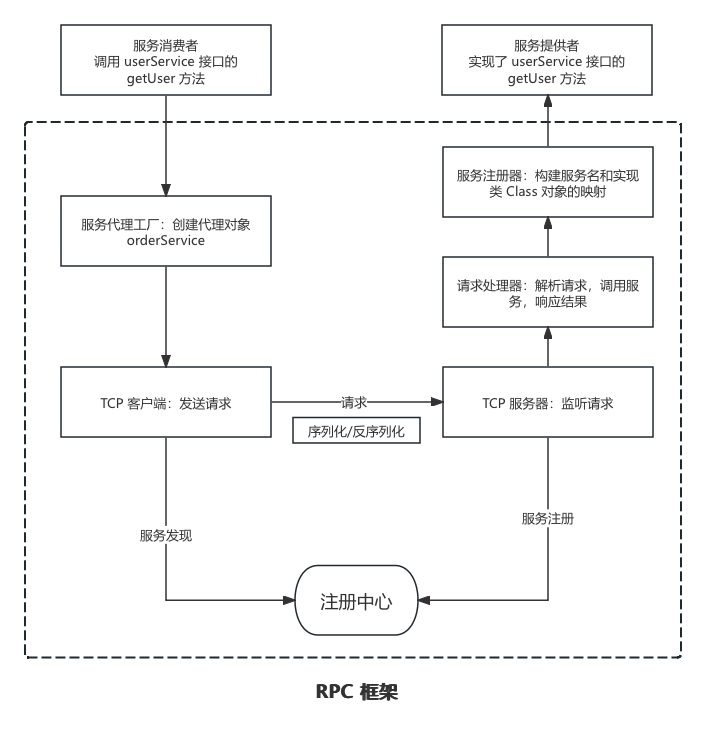 服务消费者
调用 userService 接口的
getUser 方法
服务提供者
实现了 userService 接口的
getUser 方法
服务注册器：构建服务名和实现
类 Class 对象的映射
服务代理工厂：创建代理对象
orderService
请求处理器：解析请求，调用服
务，响应结果
TCP 客户端：发送请求
请求
序列化/反序列化
TCP 服务器：监听请求
服务发现
服务注册
注册中心
RPC 框架